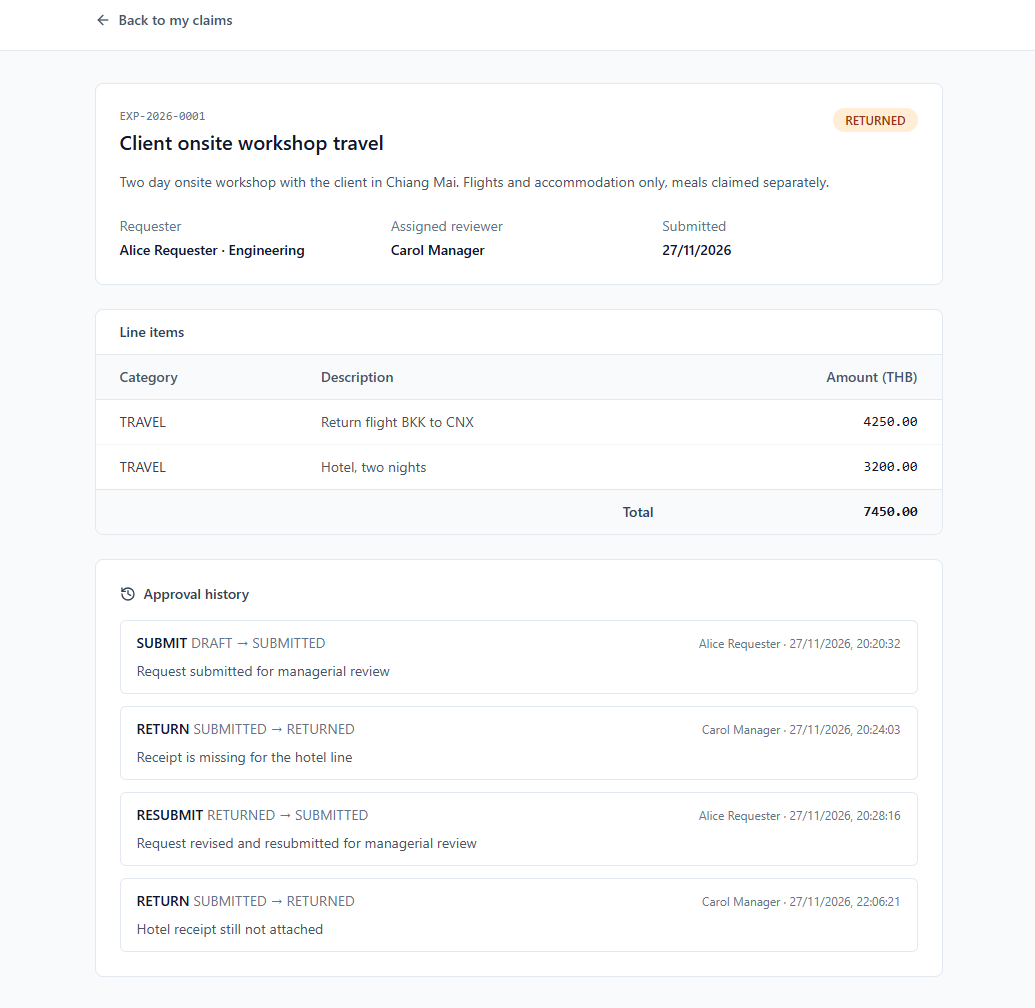 Back to my claims
EXP-2026-0001
RETURNED
Client onsite workshop travel
Two day onsite workshop with the client in Chiang Mai. Flights and accommodation only, meals claimed separately.
Requester Assigned reviewer Submitted
Alice Requester · Engineering Carol Manager 27/11/2026
Line items
Category Description Amount (THB)
TRAVEL Return flight BKK to CNX 4250.00
TRAVEL Hotel, two nights 3200.00
Total 7450.00
Approval history
SUBMIT DRAFT → SUBMITTED Alice Requester · 27/11/2026, 20:20:32
Request submitted for managerial review
RETURN SUBMITTED → RETURNED Carol Manager · 27/11/2026, 20:24:03
Receipt is missing for the hotel line
RESUBMIT RETURNED → SUBMITTED Alice Requester · 27/11/2026, 20:28:16
Request revised and resubmitted for managerial review
RETURN SUBMITTED → RETURNED Carol Manager · 27/11/2026, 22:06:21
Hotel receipt still not attached